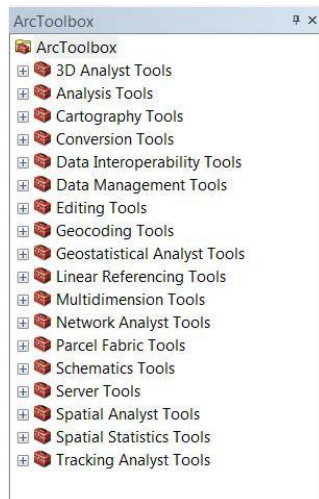 ArcToolbox
ArcToolbox
3D Analyst Tools
Analysis Tools
Cartography Tools
Conversion Tools
Data Interoperability Tools
Data Management Tools
Editing Tools
Geocoding Tools
Geostatistical Analyst Tools
Linear Referencing Tools
Multidimension Tools
Network Analyst Tools
Parcel Fabric Tools
Schematics Tools
Server Tools
Spatial Analyst Tools
Spatial Statistics Tools
Tracking Analyst Tools